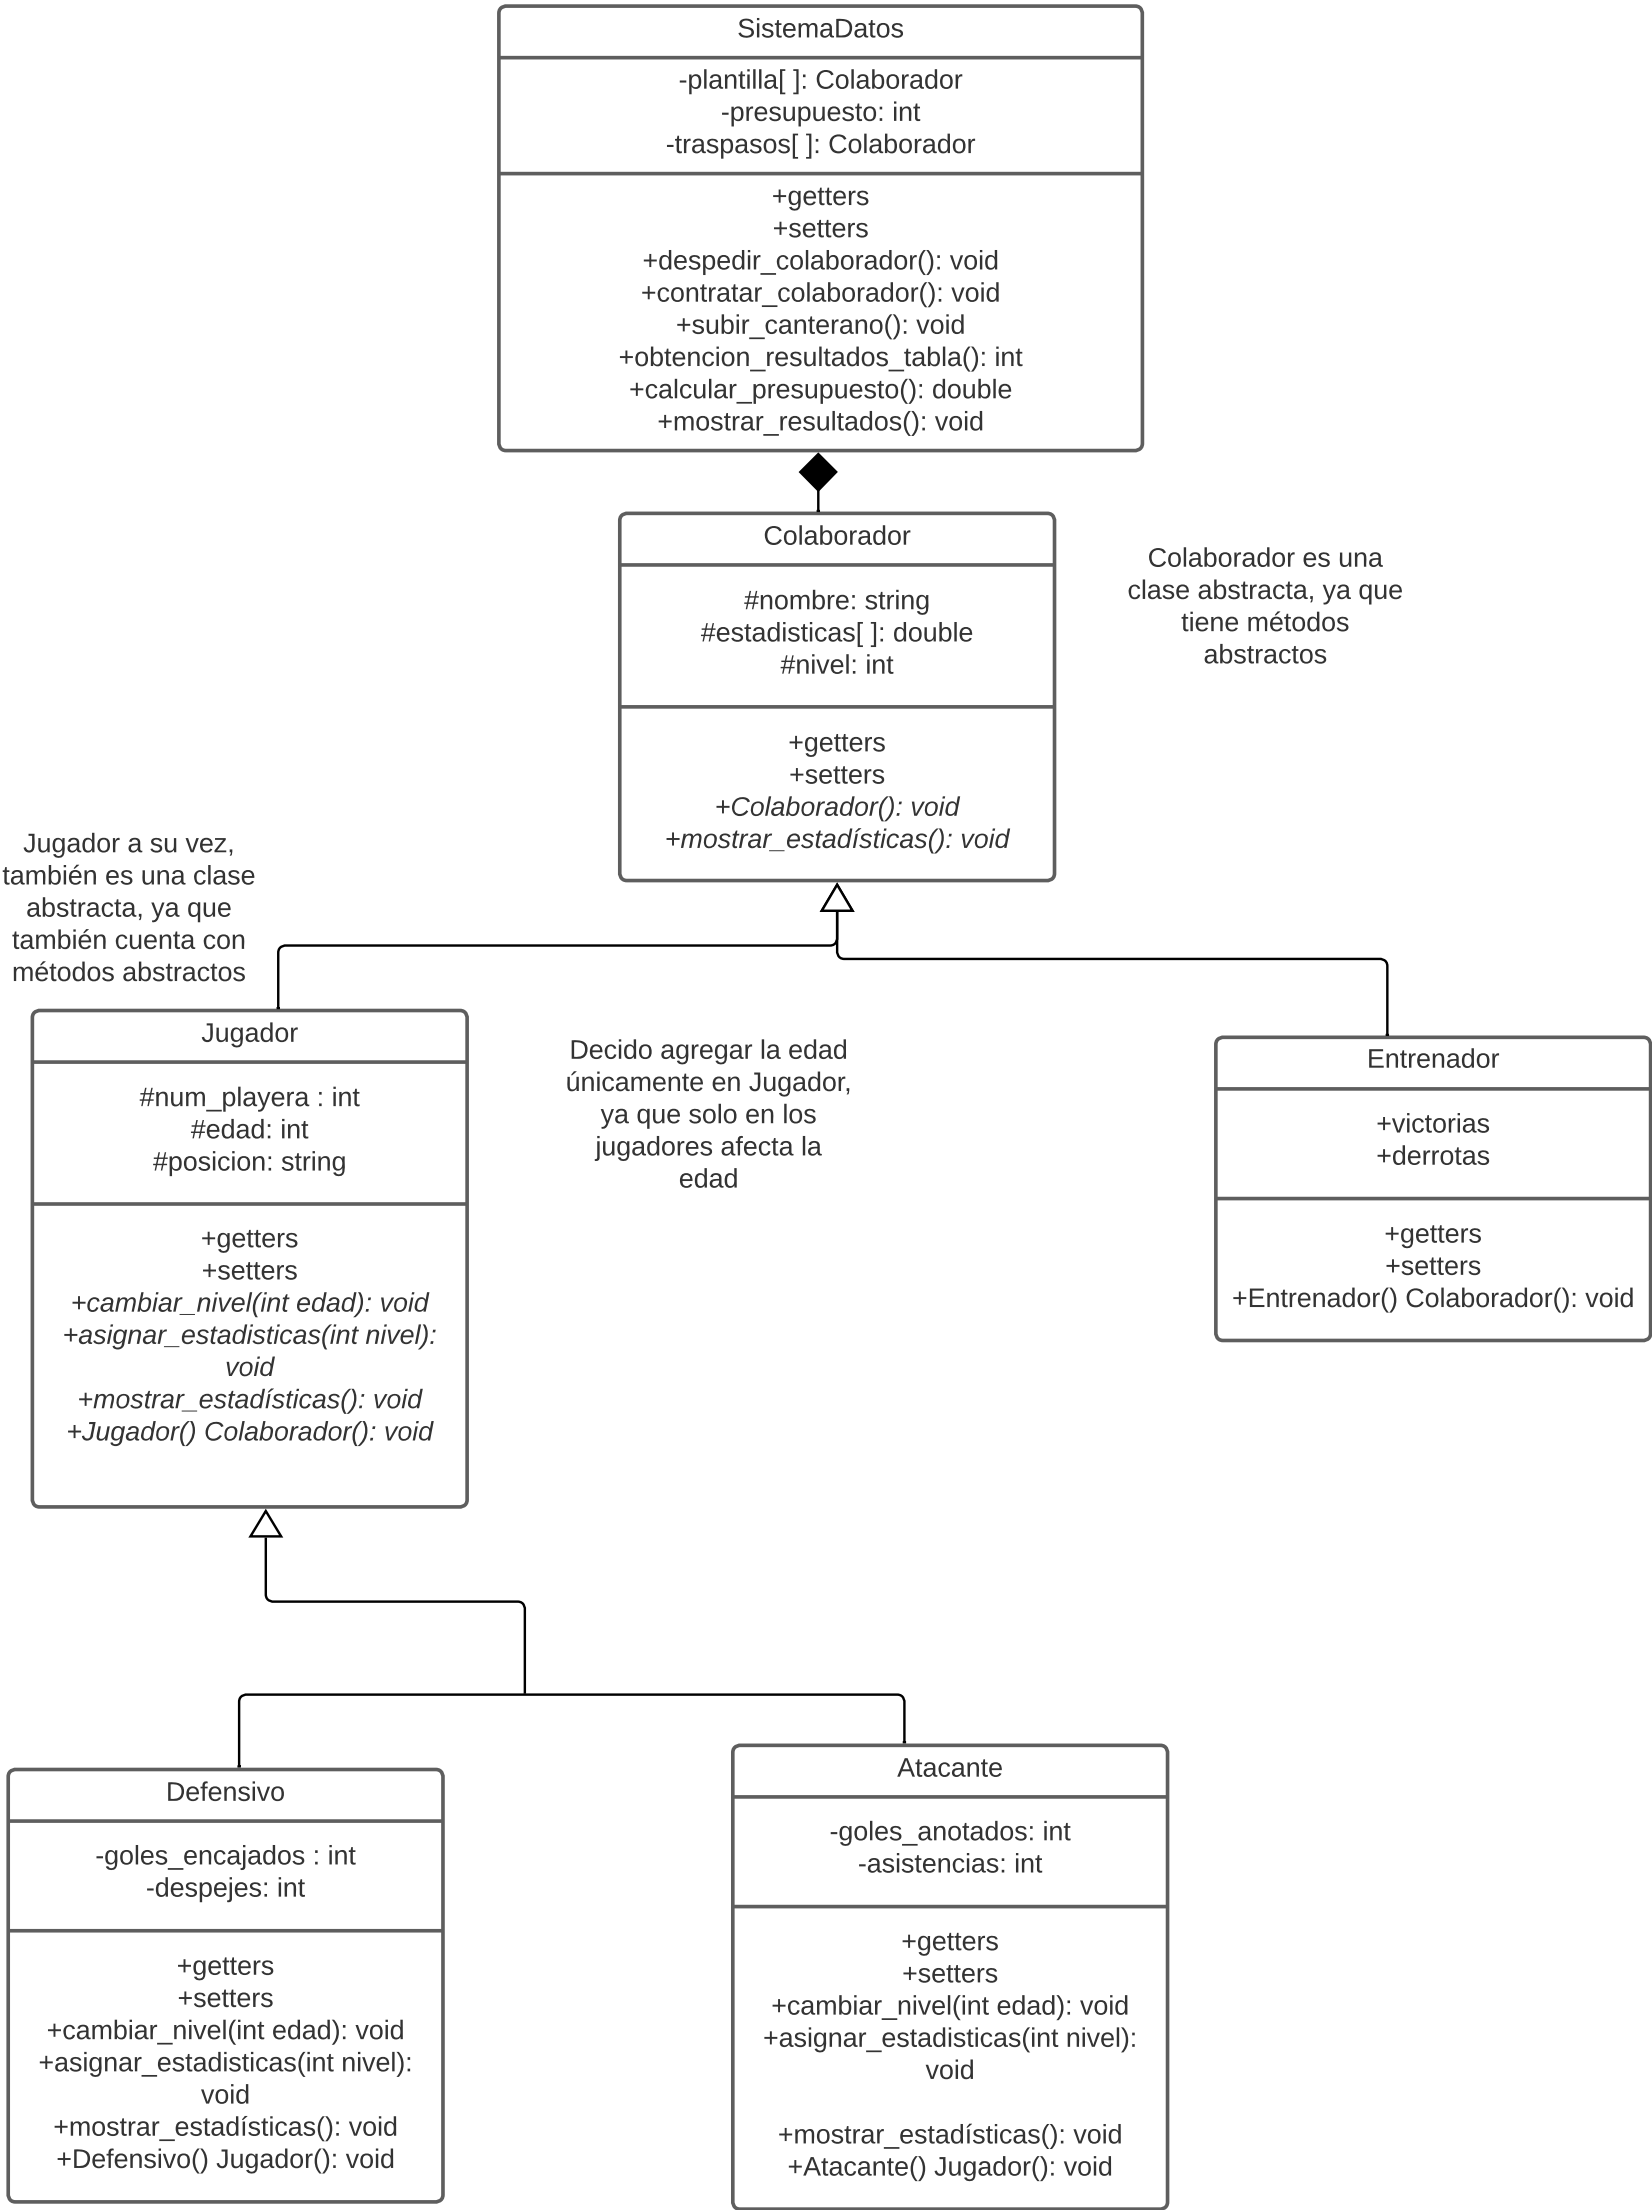 SistemaDatos
-plantilla[ ]: Colaborador
-presupuesto: int
-traspasos[ ]: Colaborador
+getters
+setters
+despedir_colaborador(): void
+contratar_colaborador(): void
+subir_canterano(): void
+obtencion_resultados_tabla(): int
+calcular_presupuesto(): double
+mostrar_resultados(): void
Colaborador
#nombre: string
#estadisticas[ ]: double
#nivel: int
+getters
+setters
+Colaborador(): void
+mostrar_estadísticas(): void
Colaborador es una
clase abstracta, ya que
tiene métodos
abstractos
Jugador a su vez,
también es una clase
abstracta, ya que
también cuenta con
métodos abstractos
Jugador
#num_playera : int
#edad: int
#posicion: string
+getters
+setters
+cambiar_nivel(int edad): void
+asignar_estadisticas(int nivel):
void
+mostrar_estadísticas(): void
+Jugador() Colaborador(): void
Decido agregar la edad
únicamente en Jugador,
ya que solo en los
jugadores afecta la
edad
Entrenador
+victorias
+derrotas
+getters
+setters
+Entrenador() Colaborador(): void
Defensivo
-goles_encajados : int
-despejes: int
+getters
+setters
+cambiar_nivel(int edad): void
+asignar_estadisticas(int nivel):
void
+mostrar_estadísticas(): void
+Defensivo() Jugador(): void
Atacante
-goles_anotados: int
-asistencias: int
+getters
+setters
+cambiar_nivel(int edad): void
+asignar_estadisticas(int nivel):
void
+mostrar_estadísticas(): void
+Atacante() Jugador(): void